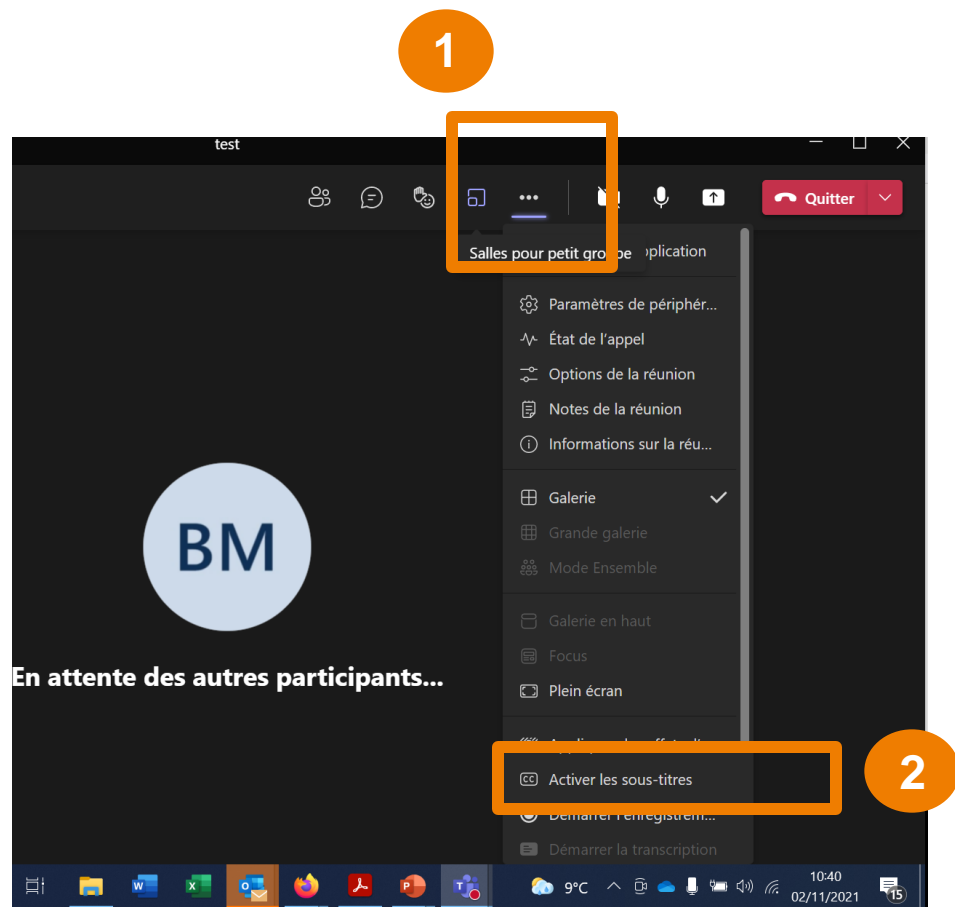 1
test
Quitter
Salles pour petit groupe
plication
Paramètres de périphér...
État de l'appel
Options de la réunion
Notes de la réunion
Informations sur la réu...
Galerie
Grande galerie
Mode Ensemble
BM
Galerie en haut
Focus
En attente des autres participants...
Plein écran
CC Activer les sous-titres
2
Démarrer l'enregistrem...
Démarrer la transcription
9°C
10:40
02/11/2021
15